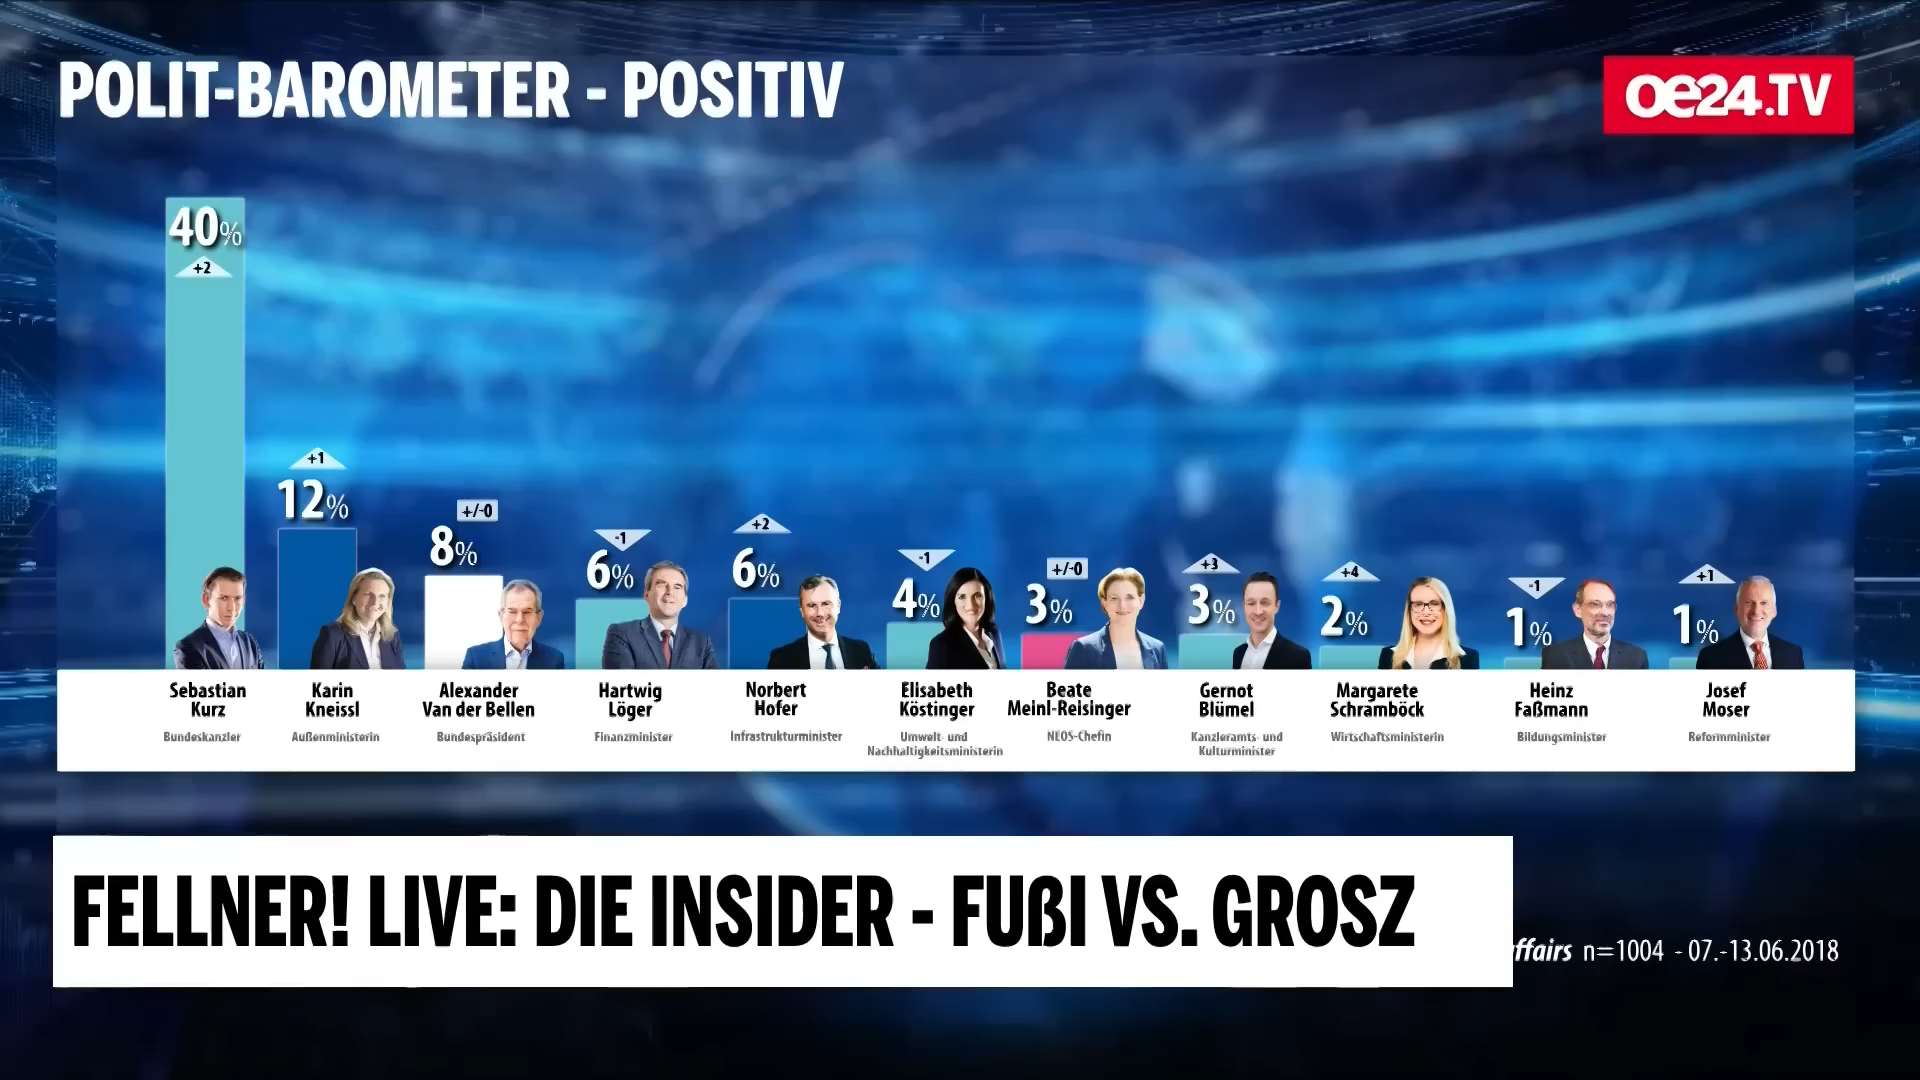 POLIT-BAROMETER - POSITIV
oe24.TV
40%
+2
+1
12%
+/-0
8%
-1
6%
+2
6%
-1
4%
+/-0
3%
+3
3%
+4
2%
-1
1%
+1
1%
Sebastian
Kurz
Bundeskanzler
Karin
Kneissl
Außenministerin
Alexander
Van der Bellen
Bundespräsident
Hartwig
Löger
Finanzminister
Norbert
Hofer
Infrastrukturminister
Elisabeth
Köstinger
Umwelt- und
Nachhaltigkeitsministerin
Beate
Meinl-Reisinger
NEOS-Chefin
Gernot
Blümel
Kanzleramts- und
Kulturminister
Margarete
Schramböck
Wirtschaftsministerin
Heinz
Faßmann
Bildungsminister
Josef
Moser
Reformminister
FELLNER! LIVE: DIE INSIDER - FUßI VS. GROSZ
ffairs n=1004 - 07.-13.06.2018